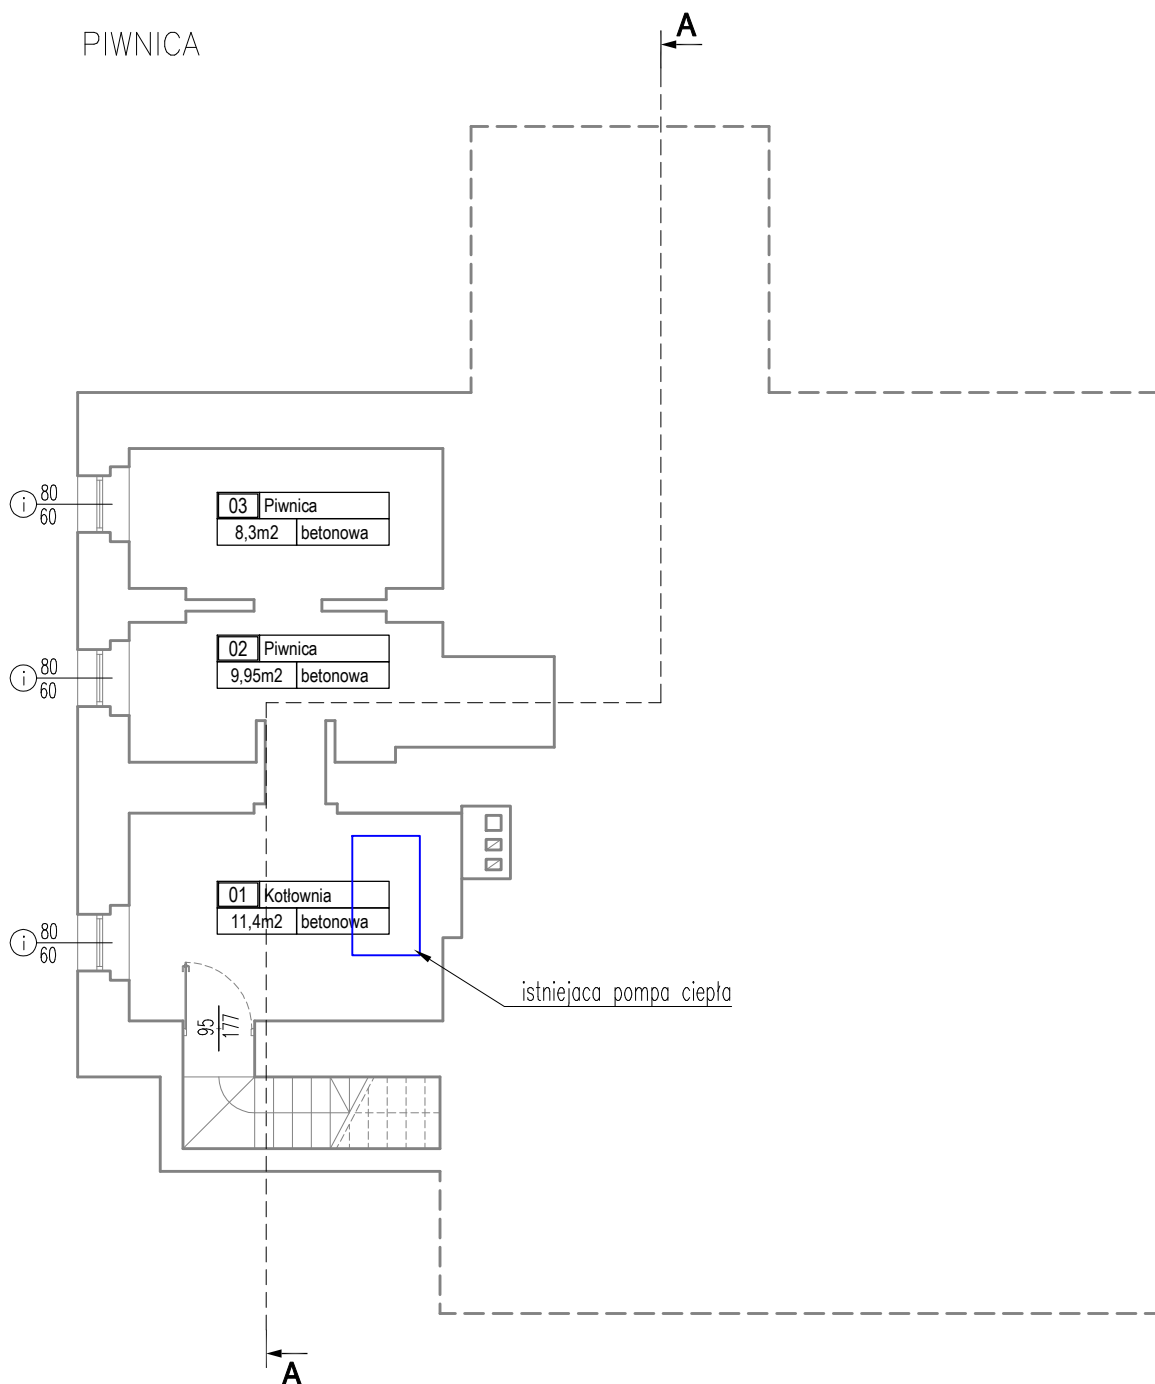 PIWNICA
A
03 Piwnica
8,3m2 betonowa
i 80
60
02 Piwnica
9,95m2 betonowa
i 80
60
01 Kotłownia
11,4m2 betonowa
i 80
60
istniejaca pompa ciepła
95
177
A